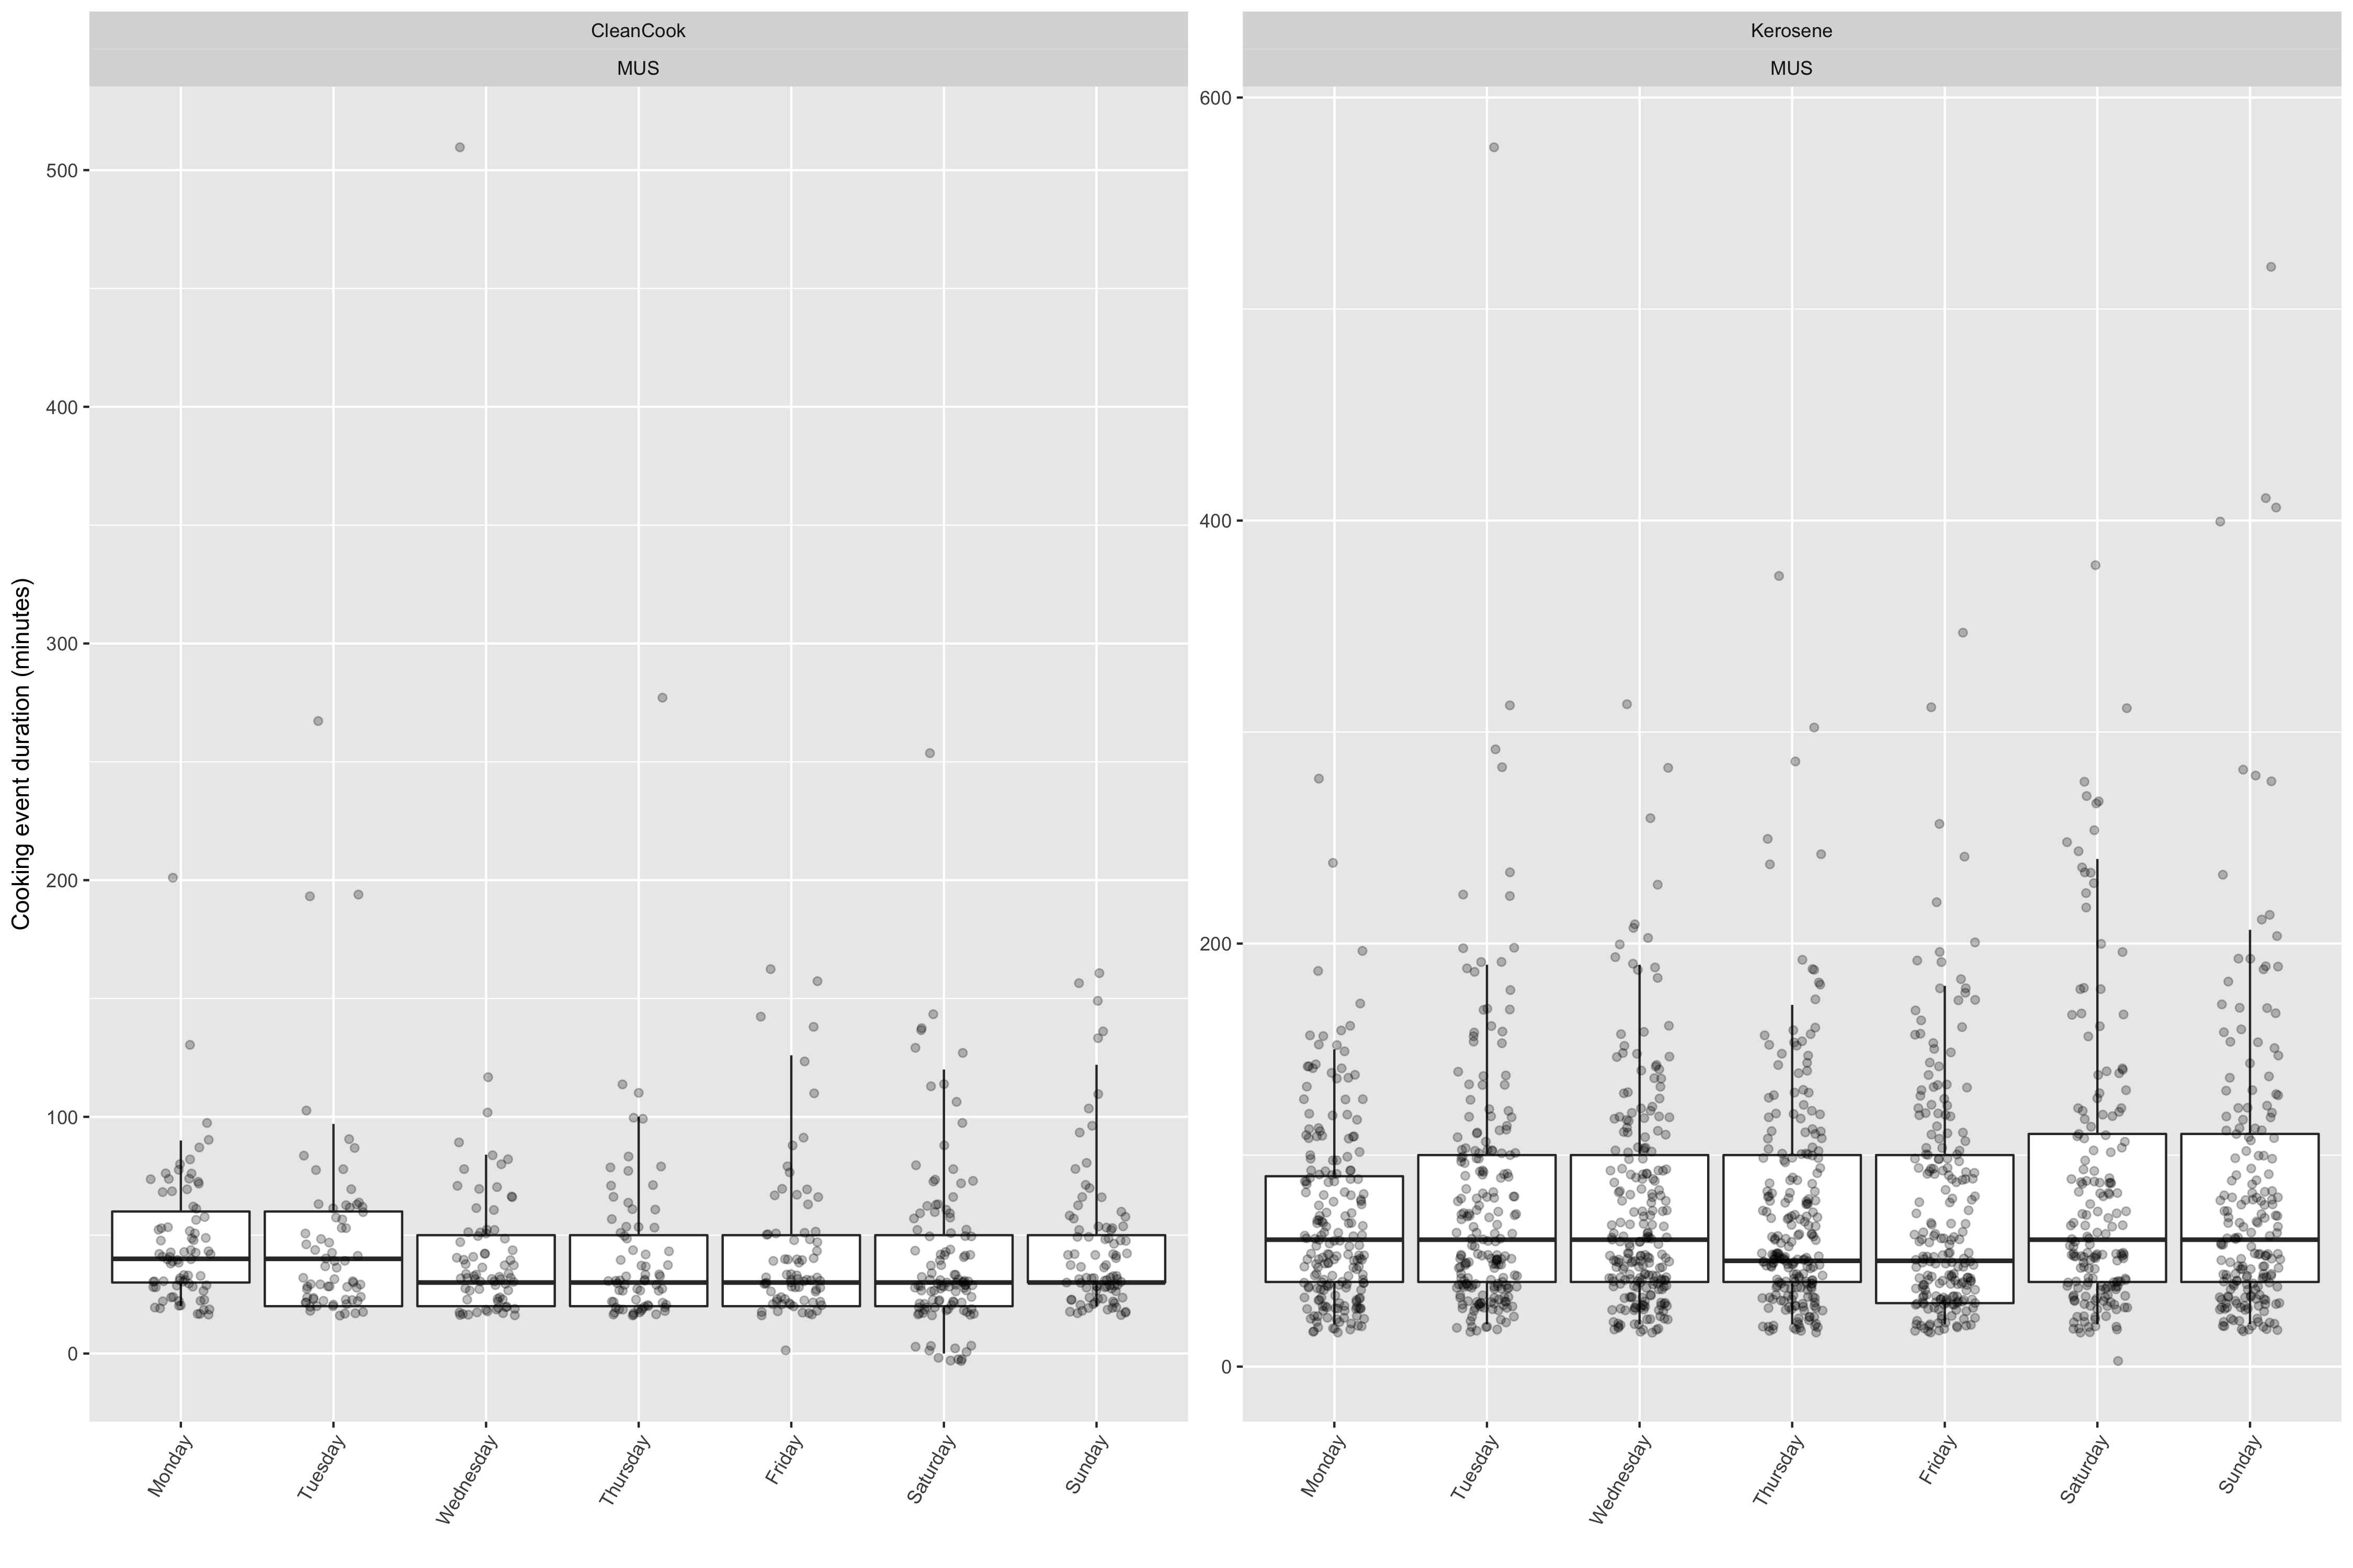 CleanCook
MUS
Kerosene
MUS
Cooking event duration (minutes)
500
400
300
200
100
0
600
400
200
0
Monday
Tuesday
Wednesday
Thursday
Friday
Saturday
Sunday
Monday
Tuesday
Wednesday
Thursday
Friday
Saturday
Sunday